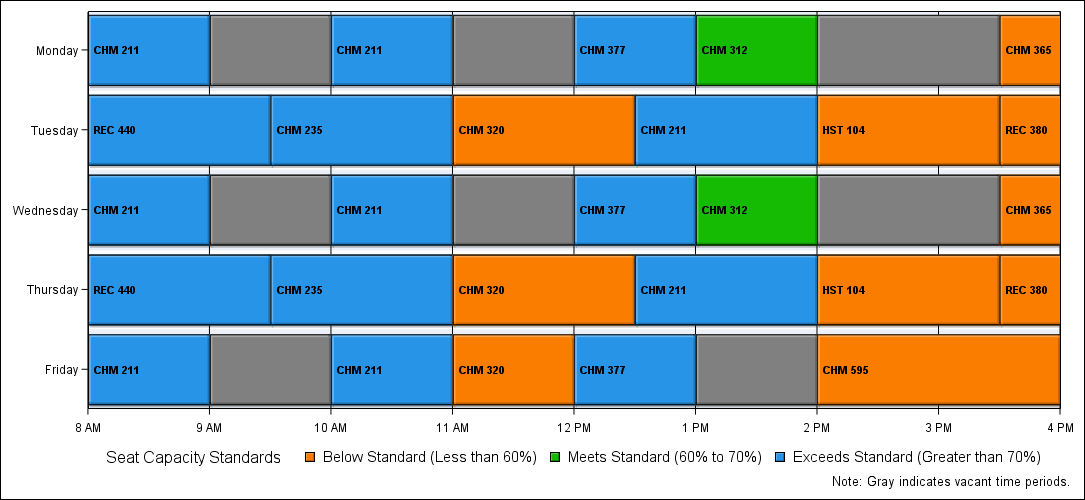 Monday
CHM 211
CHM 211
CHM 377
CHM 312
CHM 365
Tuesday
REC 440
CHM 235
CHM 320
CHM 211
HST 104
REC 380
Wednesday
CHM 211
CHM 211
CHM 377
CHM 312
CHM 365
Thursday
REC 440
CHM 235
CHM 320
CHM 211
HST 104
REC 380
Friday
CHM 211
CHM 211
CHM 320
CHM 377
CHM 595
8 AM 9 AM 10 AM 11 AM 12 PM 1 PM 2 PM 3 PM 4 PM
Seat Capacity Standards Below Standard (Less than 60%) Meets Standard (60% to 70%) Exceeds Standard (Greater than 70%)
Note: Gray indicates vacant time periods.